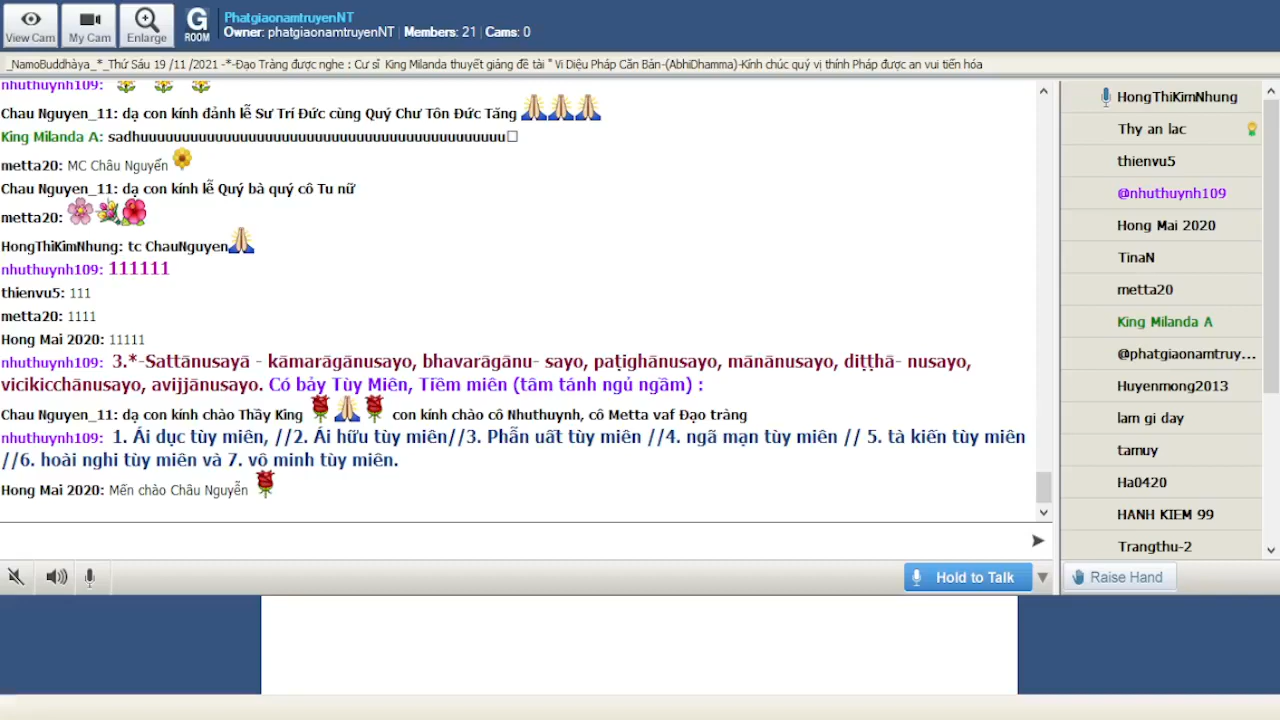 View Cam
My Cam
Enlarge
G
ROOM
PhatgiaonamtruyenNT
Owner: phatgiaonamtruyenNT | Members: 21 | Cams: 0
_NamoBuddhàya_*_Thứ Sáu 19 /11 /2021 -*-Đạo Tràng được nghe : Cư sĩ King Milanda thuyết giảng đề tài " Vi Diệu Pháp Căn Bản-(AbhiDhamma)-Kính chúc quý vị thính Pháp được an vui tiến hóa
nhuthuynh109:
Chau Nguyen_11: dạ con kính đảnh lễ Sư Trí Đức cùng Quý Chư Tôn Đức Tăng
metta20: MC Châu Nguyễn
Chau Nguyen_11: dạ con kính lễ Quý bà quý cô Tu nữ
metta20:
HongThiKimNhung: tc ChauNguyen
nhuthuynh109: 111111
thienvu5: 111
metta20: 1111
Hong Mai 2020: 11111
nhuthuynh109: 3.*-Sattānusayā - kāmarāgānusayo, bhavarāgānu- sayo, paṭighānusayo, mānānusayo, diṭṭhā- nusayo,
vicikicchānusayo, avijjānusayo. Có bảy Tùy Miên, Tiềm miên (tâm tánh ngủ ngầm) :
Chau Nguyen_11: dạ con kính chào Thầy King con kính chào cô Nhuthuynh, cô Metta vaf Đạo tràng
nhuthuynh109: 1. Ái dục tùy miên, //2. Ái hữu tùy miên//3. Phẫn uất tùy miên //4. ngã mạn tùy miên // 5. tà kiến tùy miên
//6. hoài nghi tùy miên và 7. vô minh tùy miên.
Hong Mai 2020: Mến chào Châu Nguyễn
Hold to Talk
HongThiKimNhung
Thy an lac
thienvu5
@nhuthuynh109
Hong Mai 2020
TinaN
metta20
King Milanda A
@phatgiaonamtruy...
Huyenmong2013
lam gi day
tamuy
Ha0420
HANH KIEM 99
Trangthu-2
Raise Hand